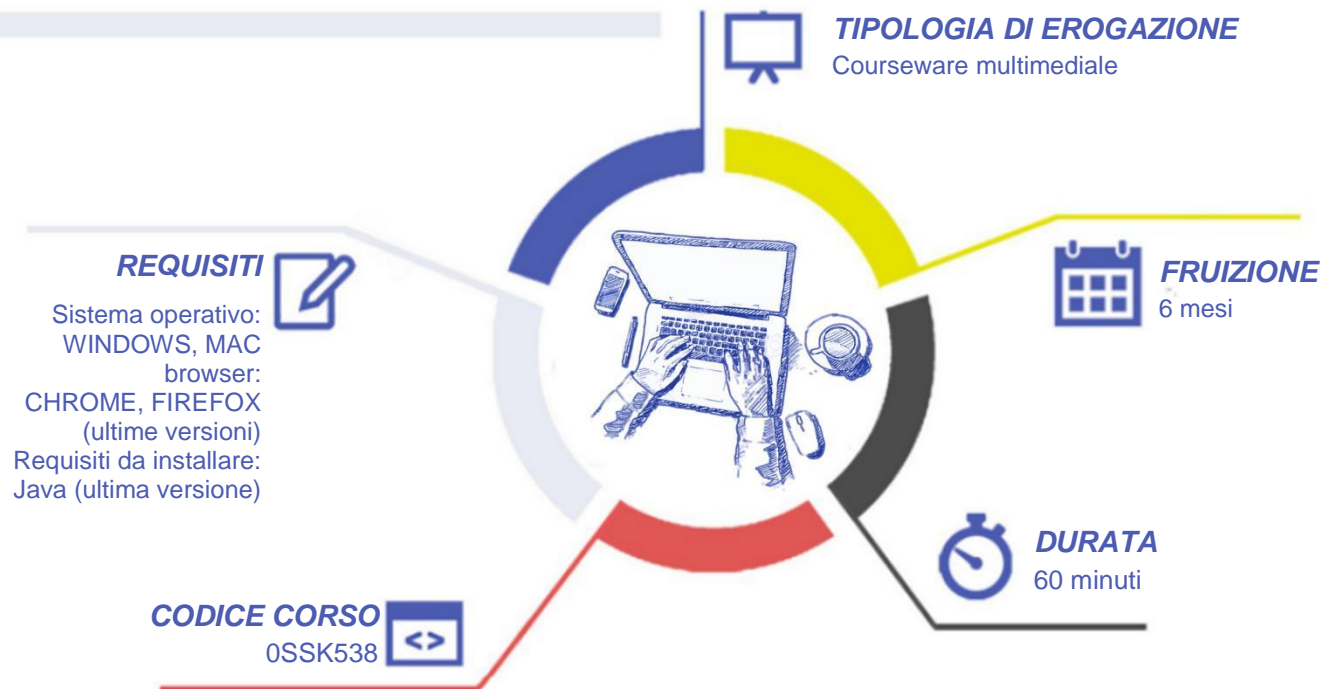 TIPOLOGIA DI EROGAZIONE
Courseware multimediale
REQUISITI
Sistema operativo:
WINDOWS, MAC
browser:
CHROME, FIREFOX
(ultime versioni)
Requisiti da installare:
Java (ultima versione)
FRUIZIONE
6 mesi
DURATA
60 minuti
CODICE CORSO
0SSK538